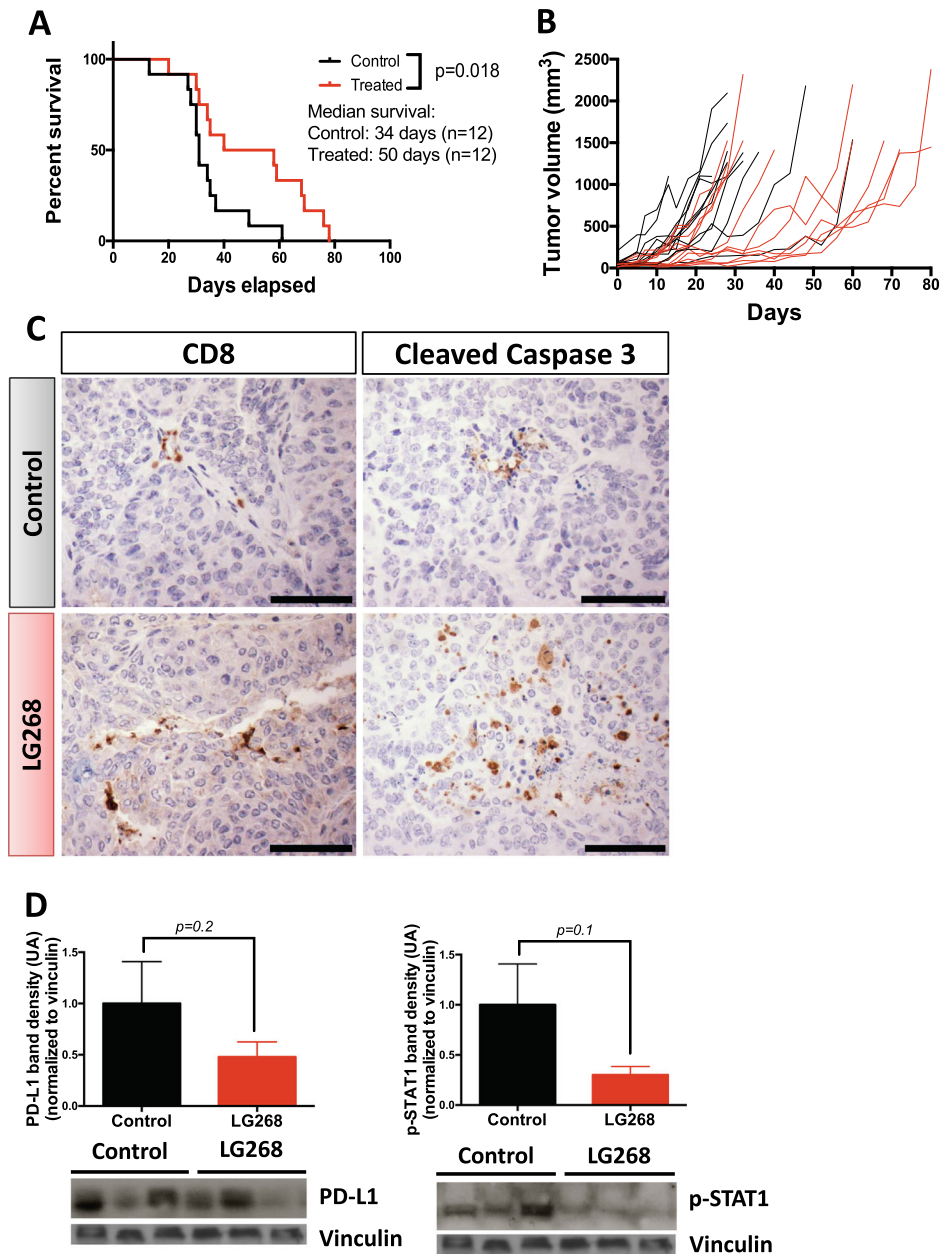 A
Percent survival
100
50
0
0 20 40 60 80 100
Days elapsed
Control
Treated
p=0.018
Median survival:
Control: 34 days (n=12)
Treated: 50 days (n=12)
B
Tumor volume (mm3)
2500
2000
1500
1000
500
0
0 10 20 30 40 50 60 70 80
Days
C
CD8
Cleaved Caspase 3
Control
LG268
D
PD-L1 band density (UA)
(normalized to vinculin)
1.5
1.0
0.5
0.0
p=0.2
Control LG268
Control LG268
PD-L1
Vinculin
p-STAT1 band density (UA)
(normalized to vinculin)
1.5
1.0
0.5
0.0
p=0.1
Control LG268
Control LG268
p-STAT1
Vinculin